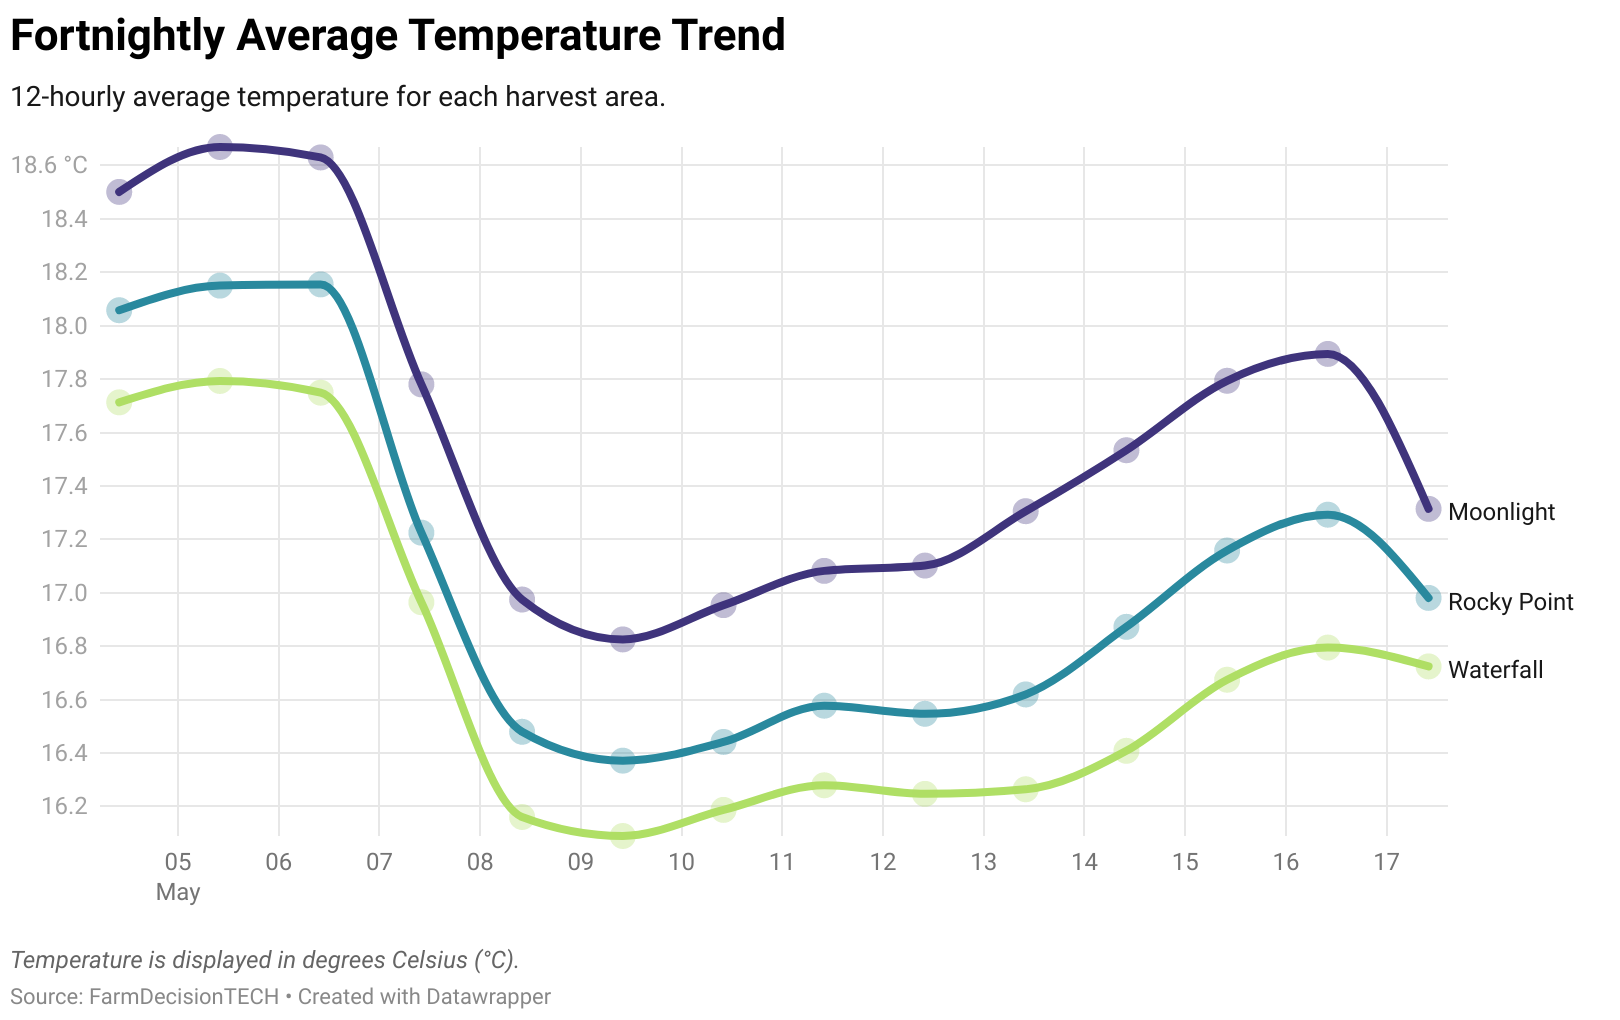 Fortnightly Average Temperature Trend
12-hourly average temperature for each harvest area.
18.6 °C
18.4
18.2
18.0
17.8
17.6
17.4
17.2
17.0
16.8
16.6
16.4
16.2
Moonlight
Rocky Point
Waterfall
05 06 07 08 09 10 11 12 13 14 15 16 17
May
Temperature is displayed in degrees Celsius (°C).
Source: FarmDecisionTECH • Created with Datawrapper